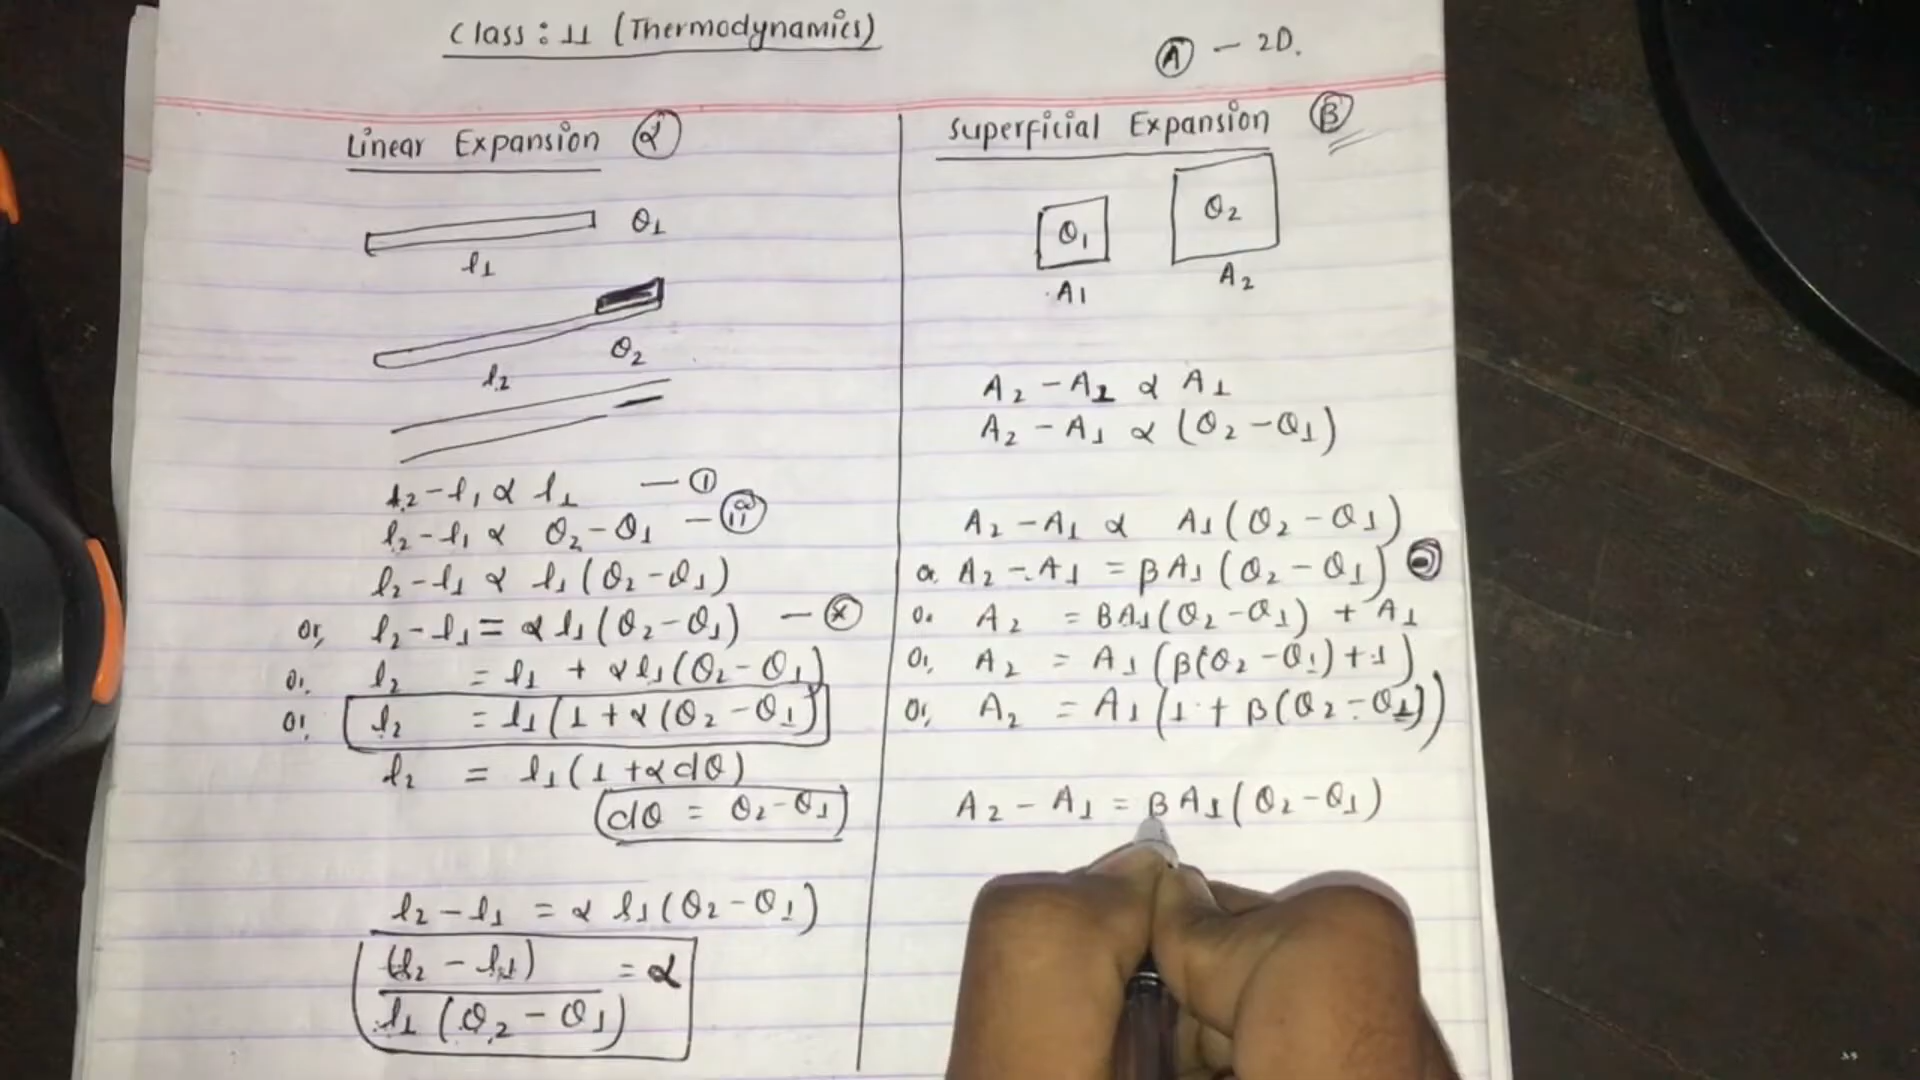 Class: 11 (Thermodynamics)
A - 2D.
Linear Expansion α
θ1
l1
θ2
l2
l2 - l1 α l1 - (i)
l2 - l1 α θ2 - θ1 - (ii)
l2 - l1 α l1 (θ2 - θ1)
or, l2 - l1 = α l1 (θ2 - θ1) - *
or, l2 = l1 + α l1 (θ2 - θ1)
or, l2 = l1 (1 + α (θ2 - θ1)
l2 = l1 (1 + α dθ)
dθ = θ2 - θ1
l2 - l1 = α l1 (θ2 - θ1)
(l2 - l1)
= α
l1 (θ2 - θ1)
Superficial Expansion β
θ1
θ2
A1
A2
A2 - A1 α A1
A2 - A1 α (θ2 - θ1)
A2 - A1 α A1 (θ2 - θ1)
or A2 - A1 = β A1 (θ2 - θ1)
or A2 = β A1 (θ2 - θ1) + A1
or, A2 = A1 (β (θ2 - θ1) + 1)
or, A2 = A1 (1 + β (θ2 - θ1))
A2 - A1 = β A1 (θ2 - θ1)